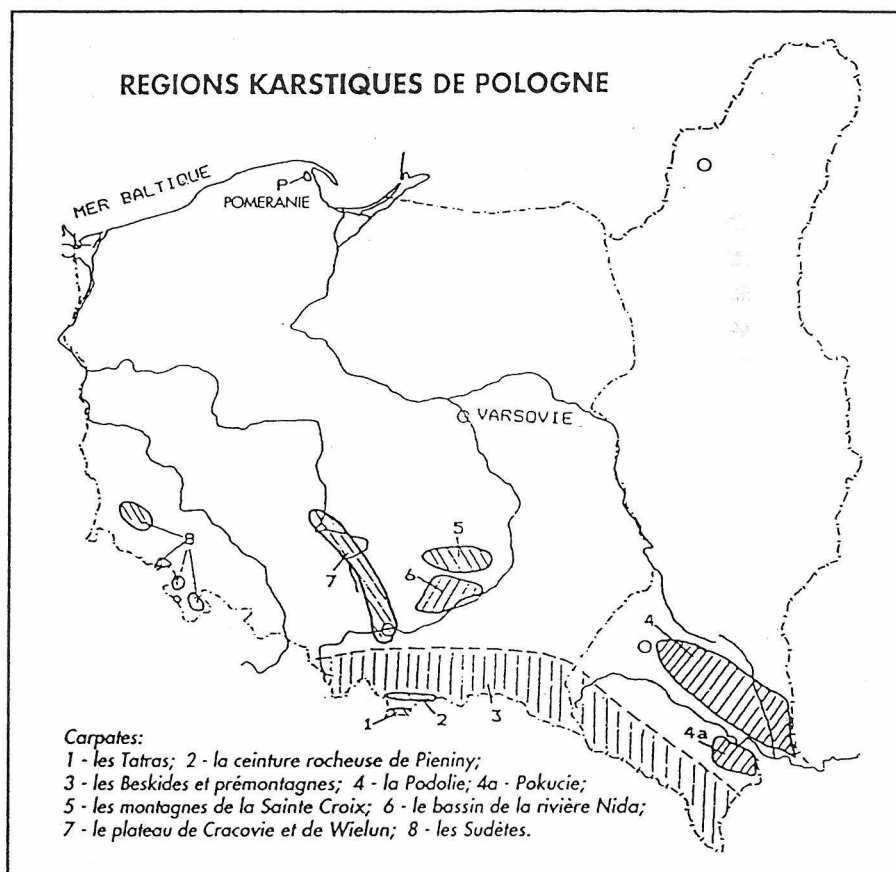 REGIONS KARSTIQUES DE POLOGNE
MER BALTIQUE
P
POMERANIE
VARSOVIE
8
7
5
6
4
4a
1
2
3
Carpates:
1 - les Tatras; 2 - la ceinture rocheuse de Pieniny;
3 - les Beskides et prémontagnes; 4 - la Podolie; 4a - Pokucie;
5 - les montagnes de la Sainte Croix; 6 - le bassin de la rivière Nida;
7 - le plateau de Cracovie et de Wielun; 8 - les Sudètes.